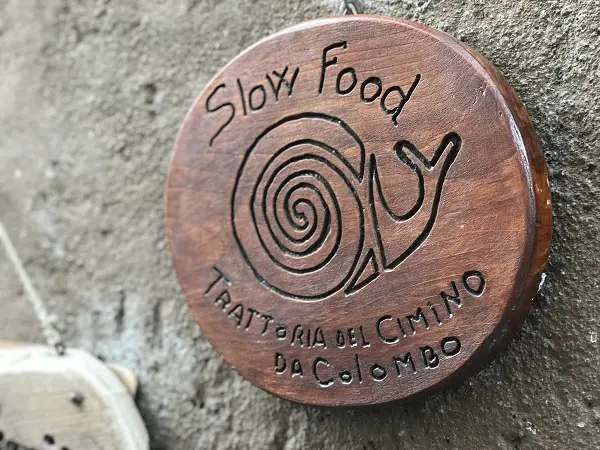 Slow Food
TRATTORIA DEL CIMINO
DA COLOMBO